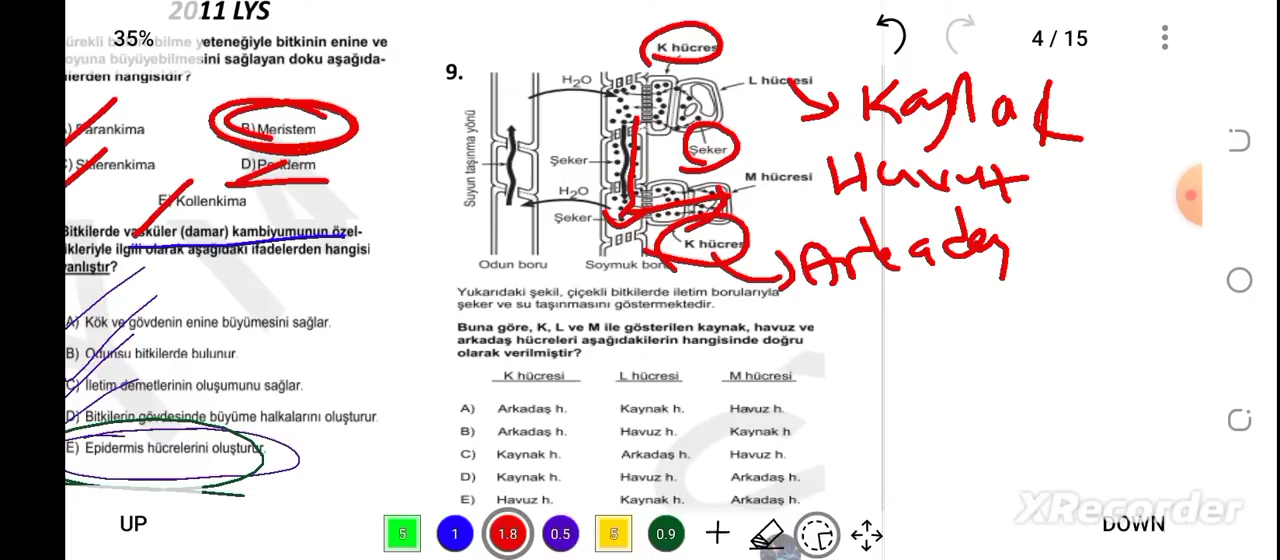 2011 LYS
35%
yeteneğiyle bitkinin enine ve
oyuna büyüyebilmesini sağlayan doku aşağıda-
lerden hangisidir?
A) Parankima
B) Meristem
C) Sklerenkima
D) Periderm
E) Kollenkima
Bitkilerde vasküler (damar) kambiyumunun özel-
ikleriyle ilgili olarak aşağıdaki ifadelerden hangisi
yanlıştır?
A) Kök ve gövdenin enine büyümesini sağlar.
B) Odunsu bitkilerde bulunur.
C) İletim demetlerinin oluşumunu sağlar.
D) Bitkilerin gövdesinde büyüme halkalarını oluşturur.
E) Epidermis hücrelerini oluşturur.
UP
9.
K hücres
H₂O
L hücresi
Şeker
Suyun taşınma yönü
Şeker
M hücresi
H₂O
Şeker
K hücres
Odun boru
Soymuk boru
Yukarıdaki şekil, çiçekli bitkilerde iletim borularıyla
şeker ve su taşınmasını göstermektedir.
Buna göre, K, L ve M ile gösterilen kaynak, havuz ve
arkadaş hücreleri aşağıdakilerin hangisinde doğru
olarak verilmiştir?
K hücresi L hücresi M hücresi
A) Arkadaş h. Kaynak h. Havuz h.
B) Arkadaş h. Havuz h. Kaynak h
C) Kaynak h. Arkadaş h. Havuz h.
D) Kaynak h. Havuz h. Arkadaş h.
E) Havuz h. Kaynak h. Arkadaş h.
4 / 15
Kaynak
Havuz
Arkadaş
5 1 1.8 0.5 5 0.9
XRecorder
DOWN